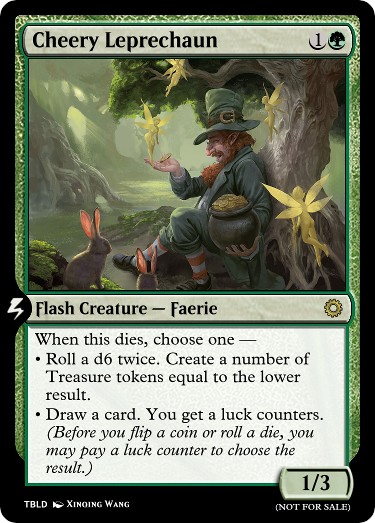 Cheery Leprechaun 1
Flash Creature — Faerie
When this dies, choose one —
• Roll a d6 twice. Create a number of
Treasure tokens equal to the lower
result.
• Draw a card. You get a luck counters.
(Before you flip a coin or roll a die, you
may pay a luck counter to choose the
result.)
1/3
TBLD XINQING WANG
(NOT FOR SALE)